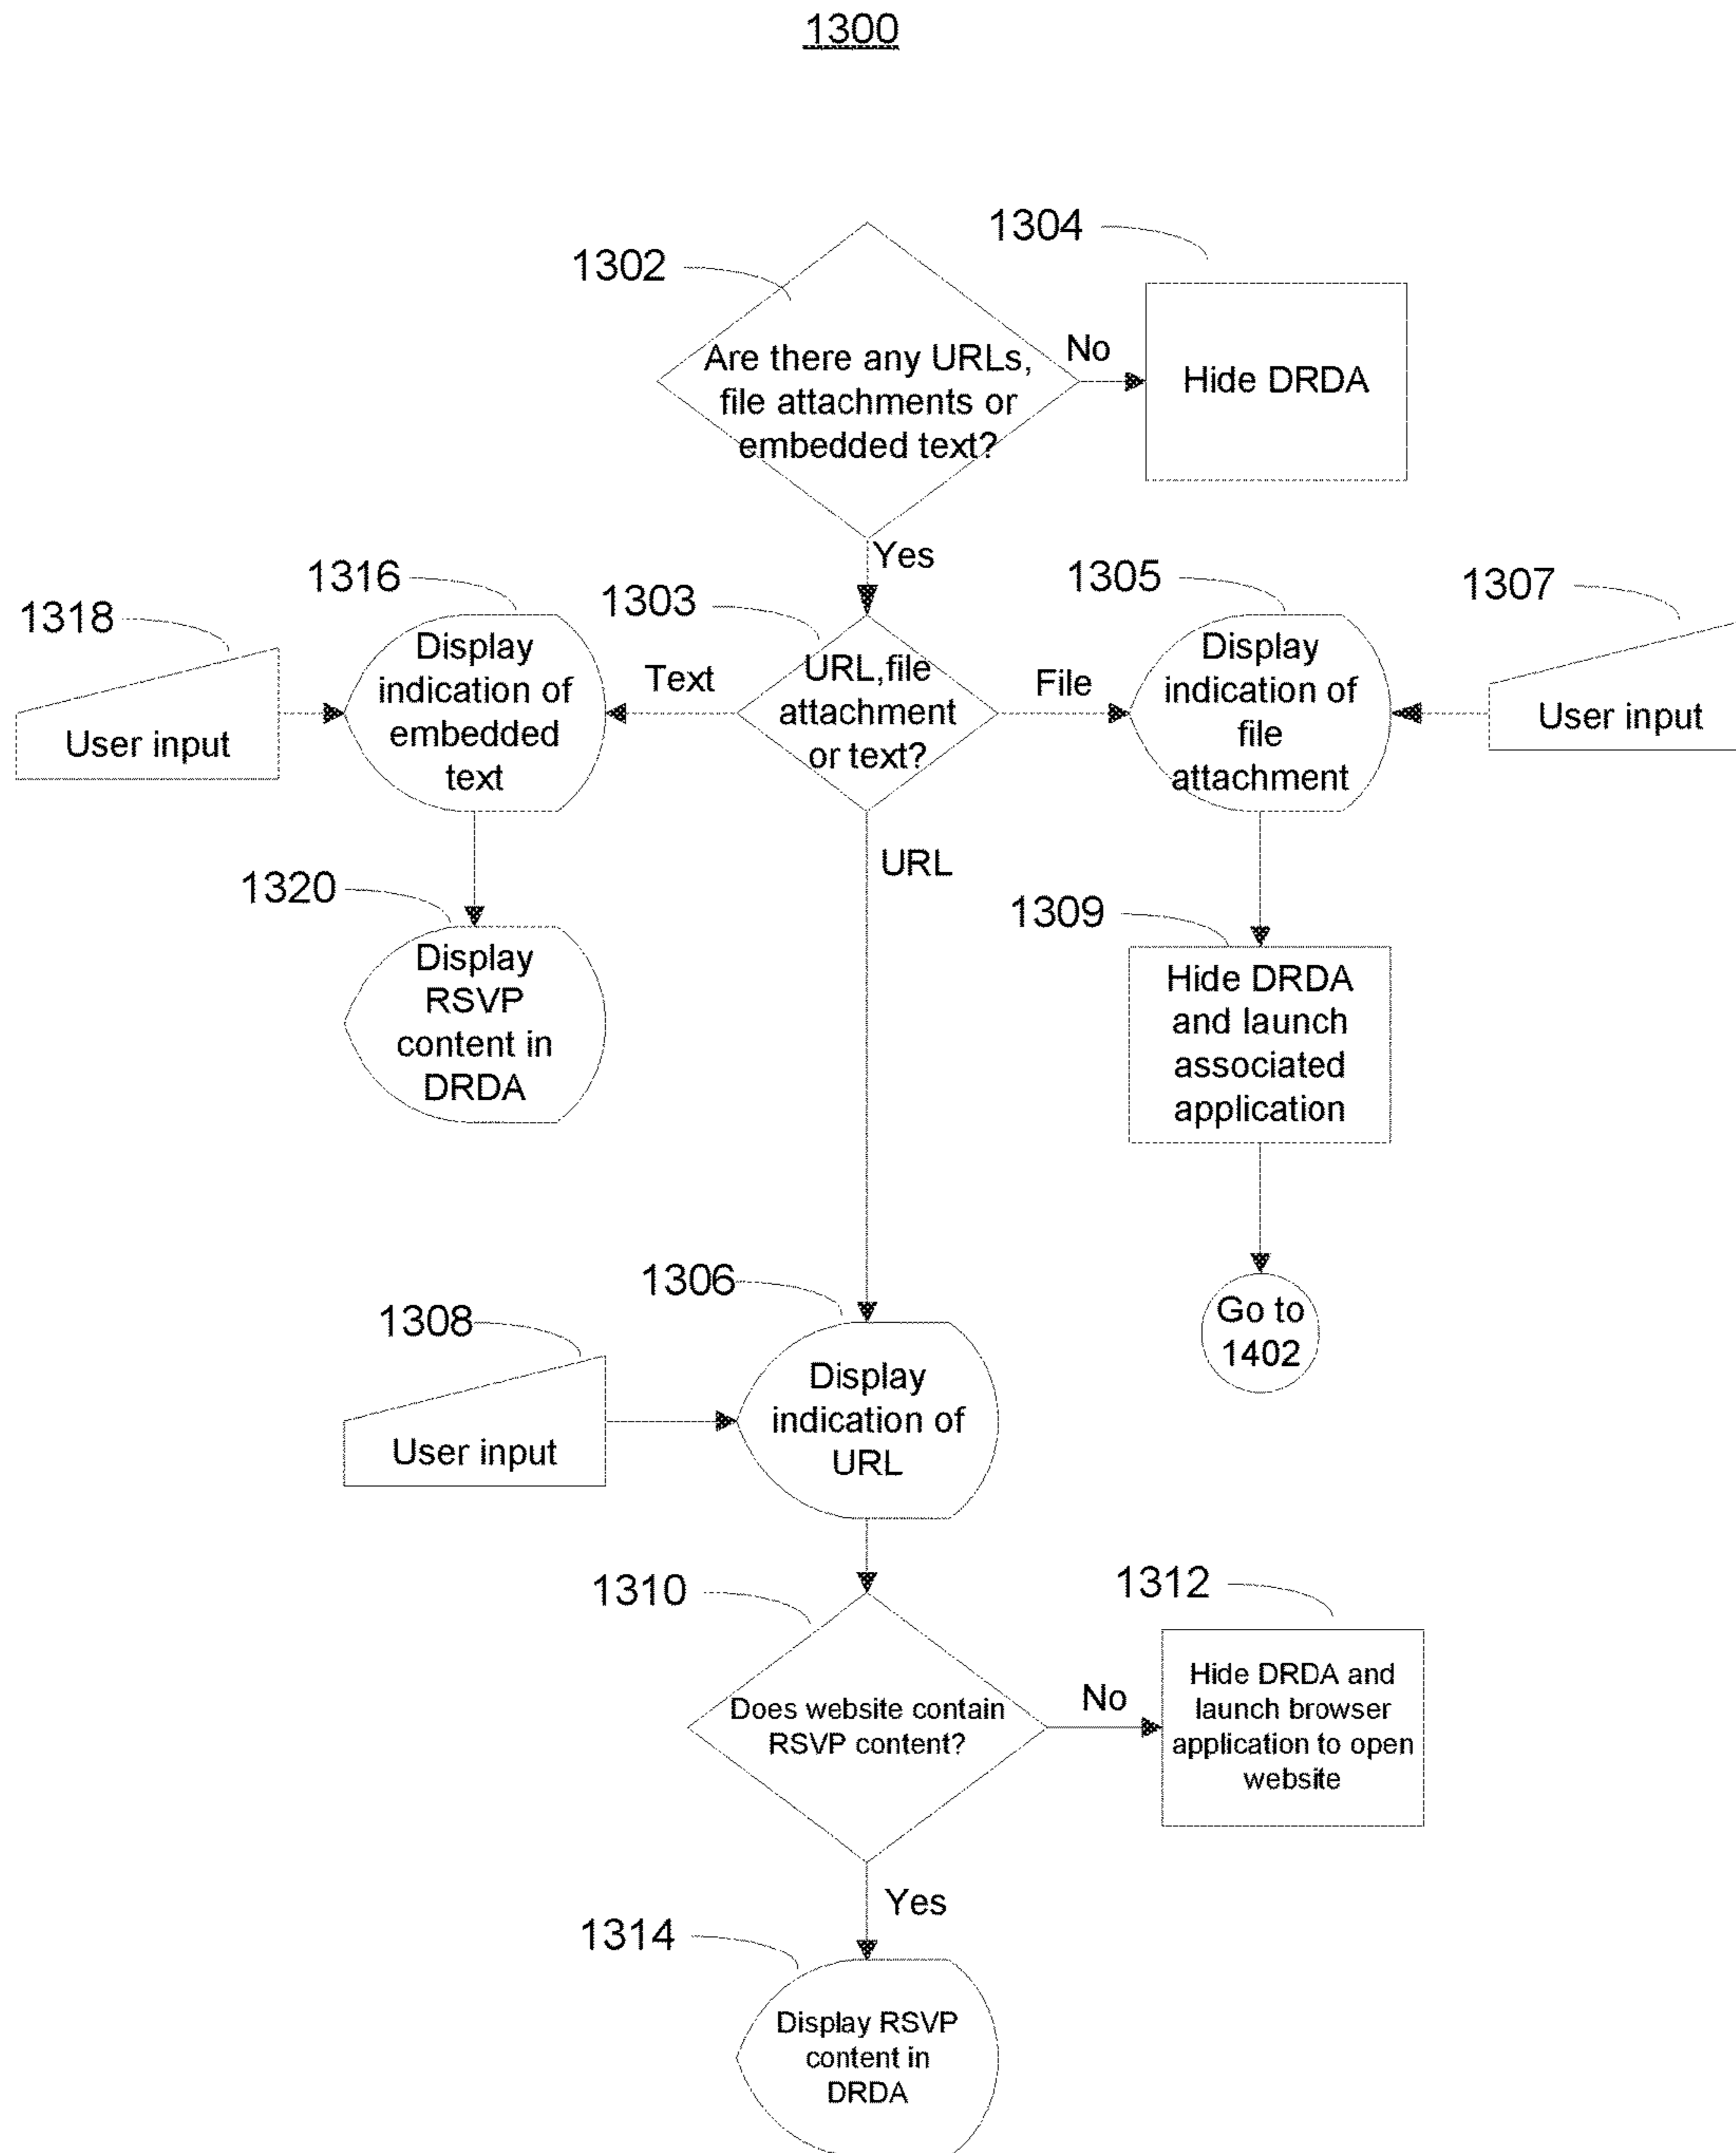 1300
1304
1302
Are there any URLs,
file attachments or
embedded text?
No
Hide DRDA
Yes
1316
1303
1305
1307
1318
Display
indication of
embedded
text
Text
URL,file
attachment
or text?
File
Display
indication of
file
attachment
User input
User input
URL
1320
1309
Display
RSVP
content in
DRDA
Hide DRDA
and launch
associated
application
1306
1308
Go to
1402
Display
indication of
URL
User input
1310
1312
Does website contain
RSVP content?
No
Hide DRDA and
launch browser
application to open
website
Yes
1314
Display RSVP
content in
DRDA